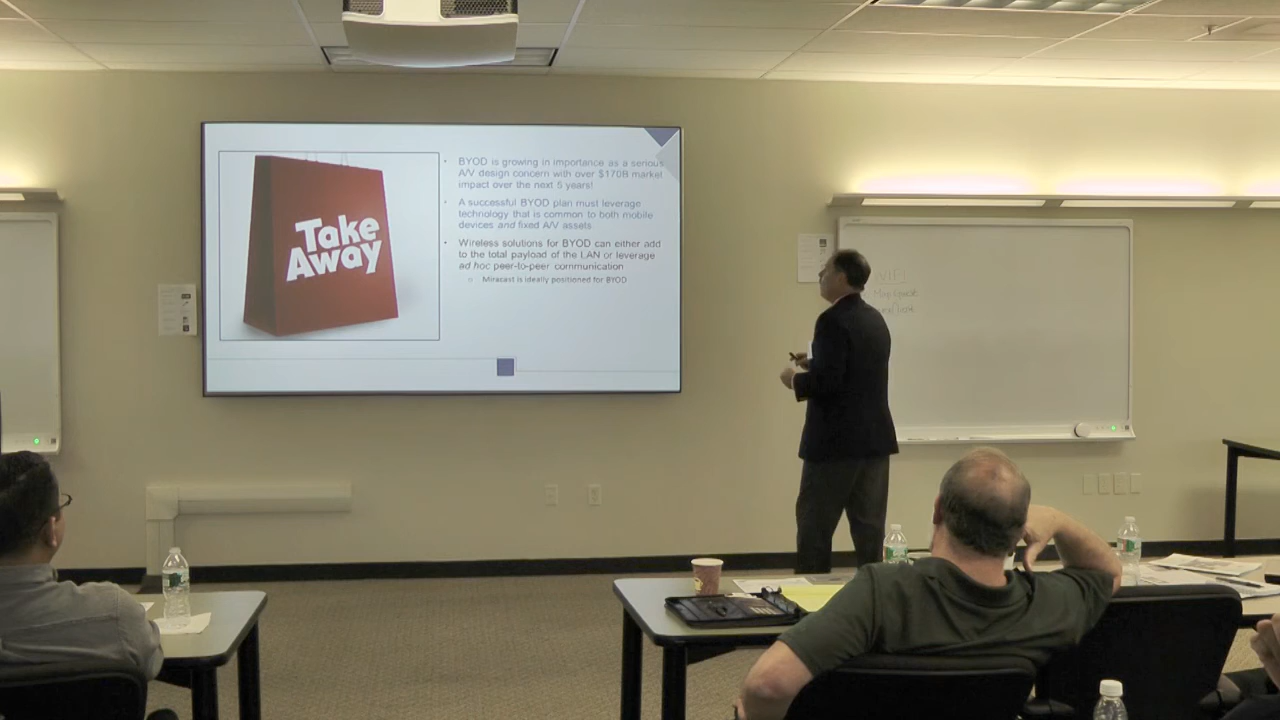 Take
Away
BYOD is growing in importance as a serious
A/V design concern with over $170B market
impact over the next 5 years!
A successful BYOD plan must leverage
technology that is common to both mobile
devices and fixed A/V assets
Wireless solutions for BYOD can either add
to the total payload of the LAN or leverage
ad hoc peer-to-peer communication
Miracast is ideally positioned for BYOD